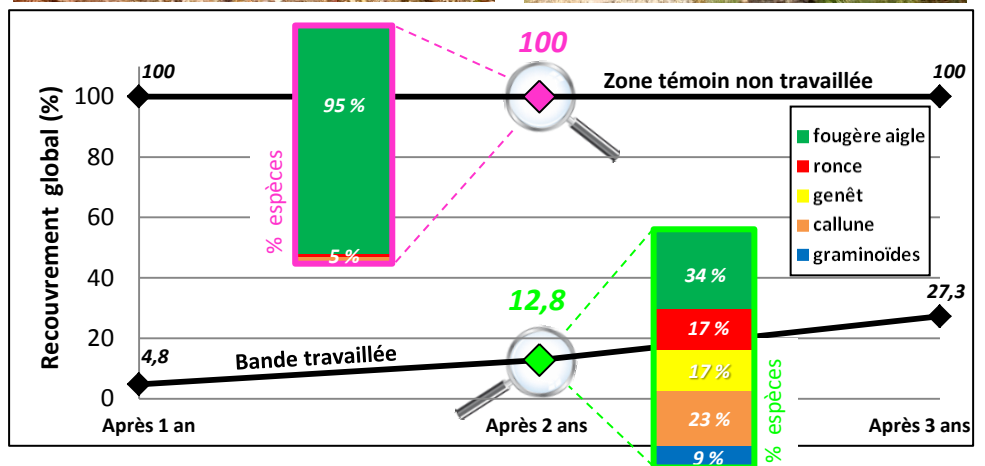 Recouvrement global (%)
100
80
60
40
20
0
100
100
100
Zone témoin non travaillée
95 %
5 %
% espèces
fougère aigle
ronce
genêt
callune
graminoïdes
4,8
Bande travaillée
12,8
27,3
34 %
17 %
17 %
23 %
9 %
% espèces
Après 1 an
Après 2 ans
Après 3 ans